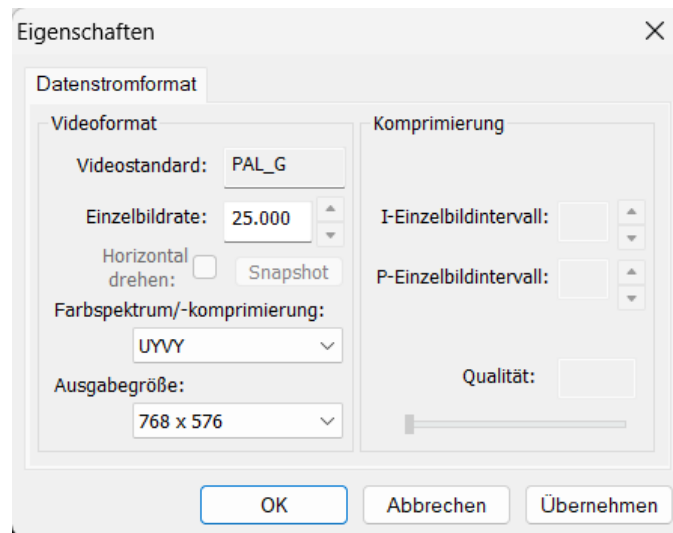 Eigenschaften
Datenstromformat
Videoformat
Videostandard: PAL_G
Einzelbildrate: 25.000
Horizontal
drehen:
Snapshot
Farbspektrum/-komprimierung:
UYVY
Ausgabegröße:
768 x 576
Komprimierung
I-Einzelbildintervall:
P-Einzelbildintervall:
Qualität:
OK
Abbrechen
Übernehmen